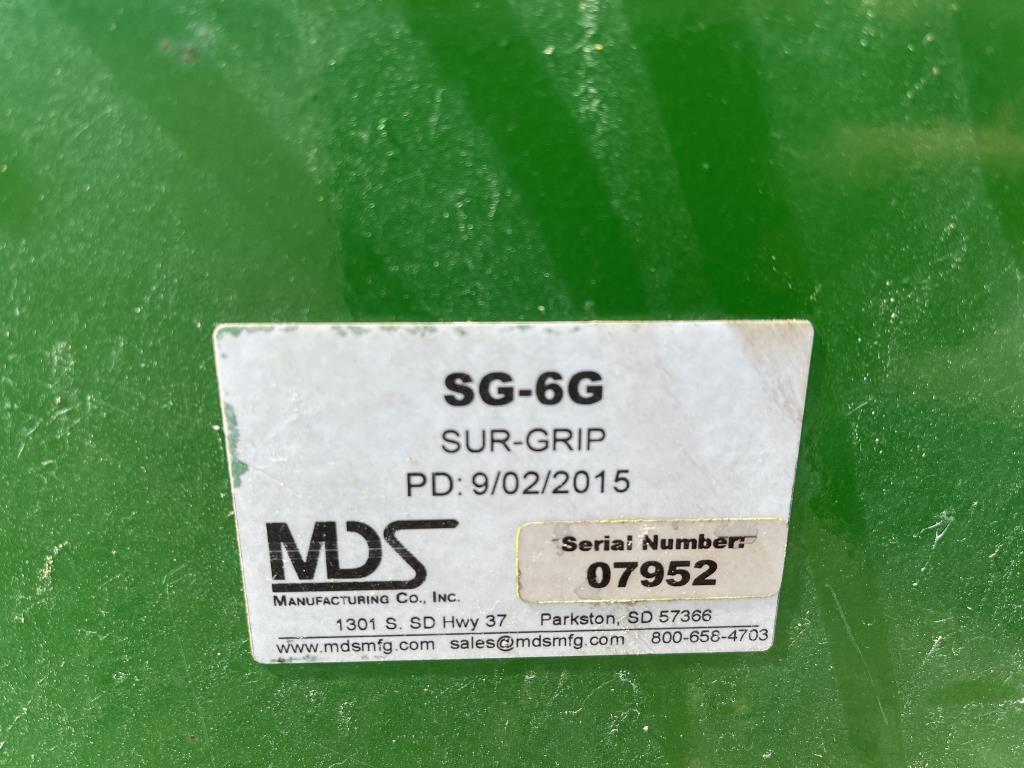 SG-6G
SUR-GRIP
PD: 9/02/2015
MDS
MANUFACTURING CO., INC.
Serial Number:
07952
1301 S. SD Hwy 37 Parkston, SD 57366
www.mdsmfg.com sales@mdsmfg.com 800-658-4703